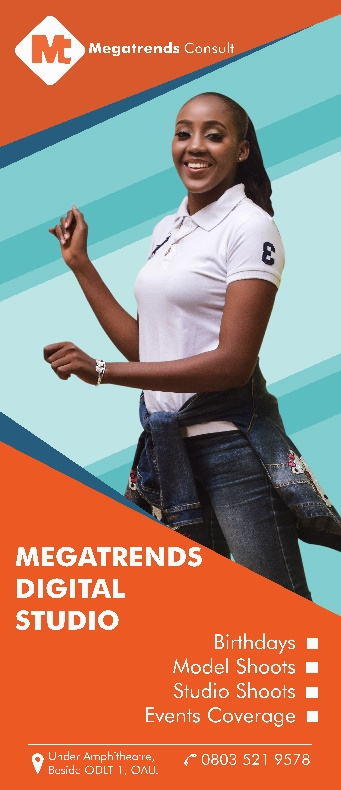 Mt
Megatrends Consult
3
MEGATRENDS
DIGITAL
STUDIO
Birthdays
Model Shoots
Studio Shoots
Events Coverage
Under Amphitheatre,
Beside ODLT 1, OAU.
0803 521 9578